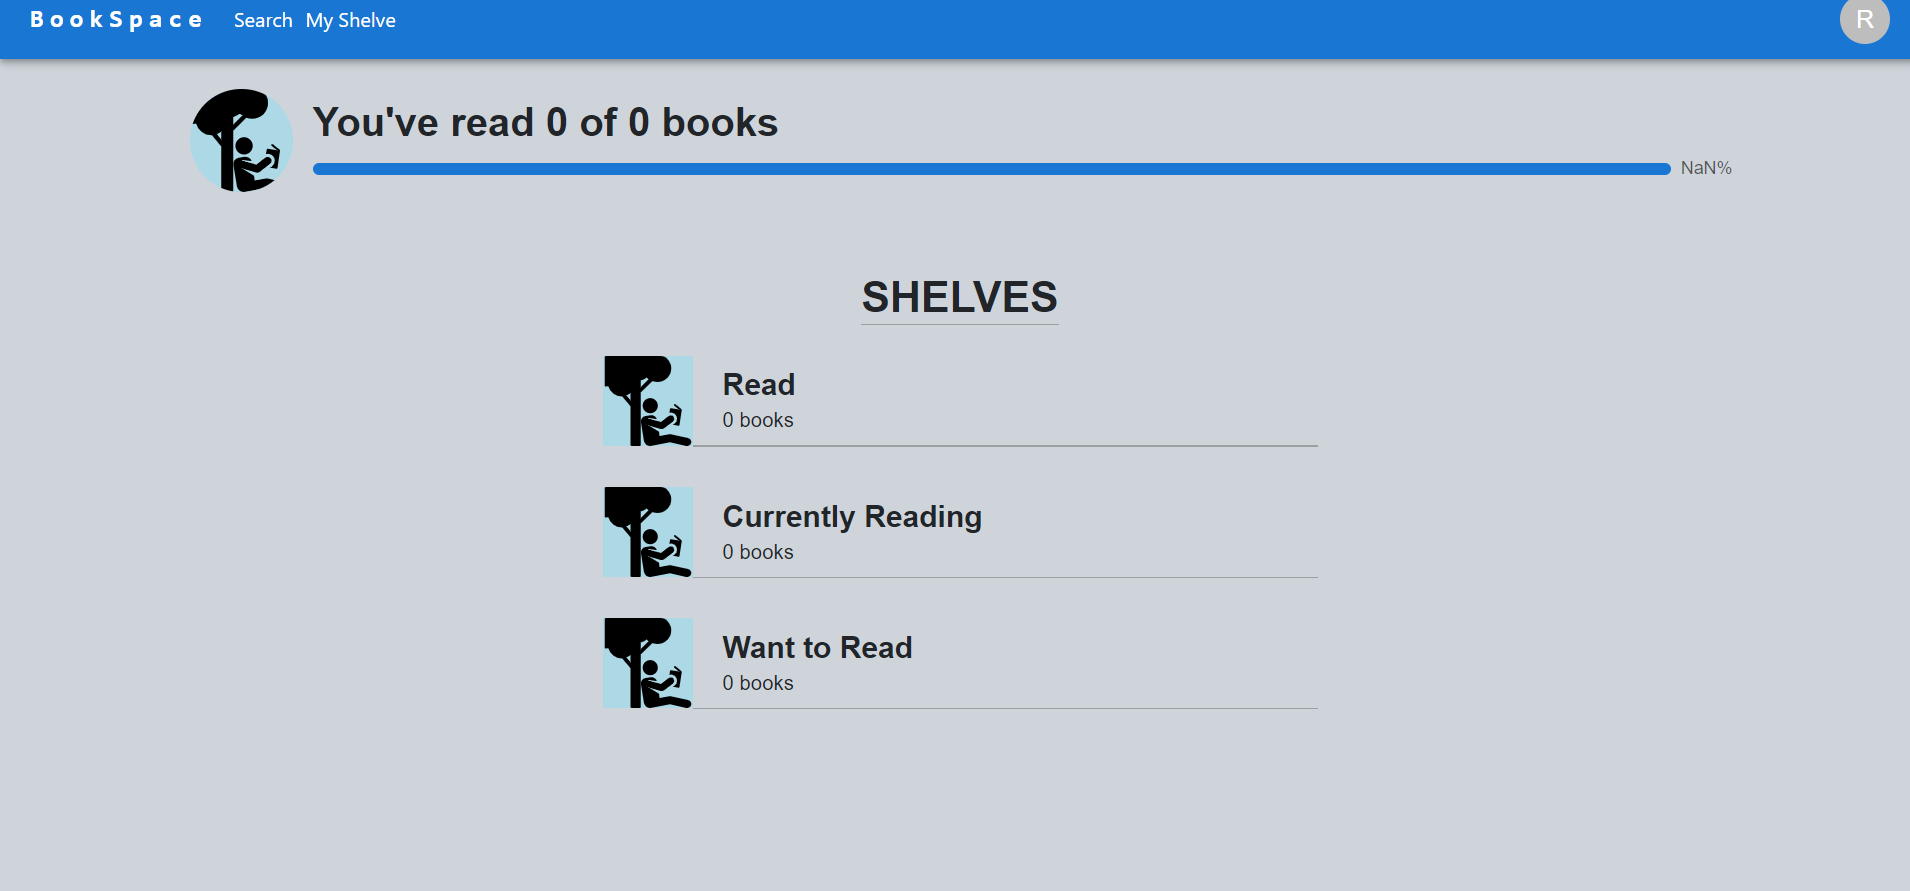 BookSpace Search My Shelve R
You've read 0 of 0 books
NaN%
SHELVES
Read
0 books
Currently Reading
0 books
Want to Read
0 books